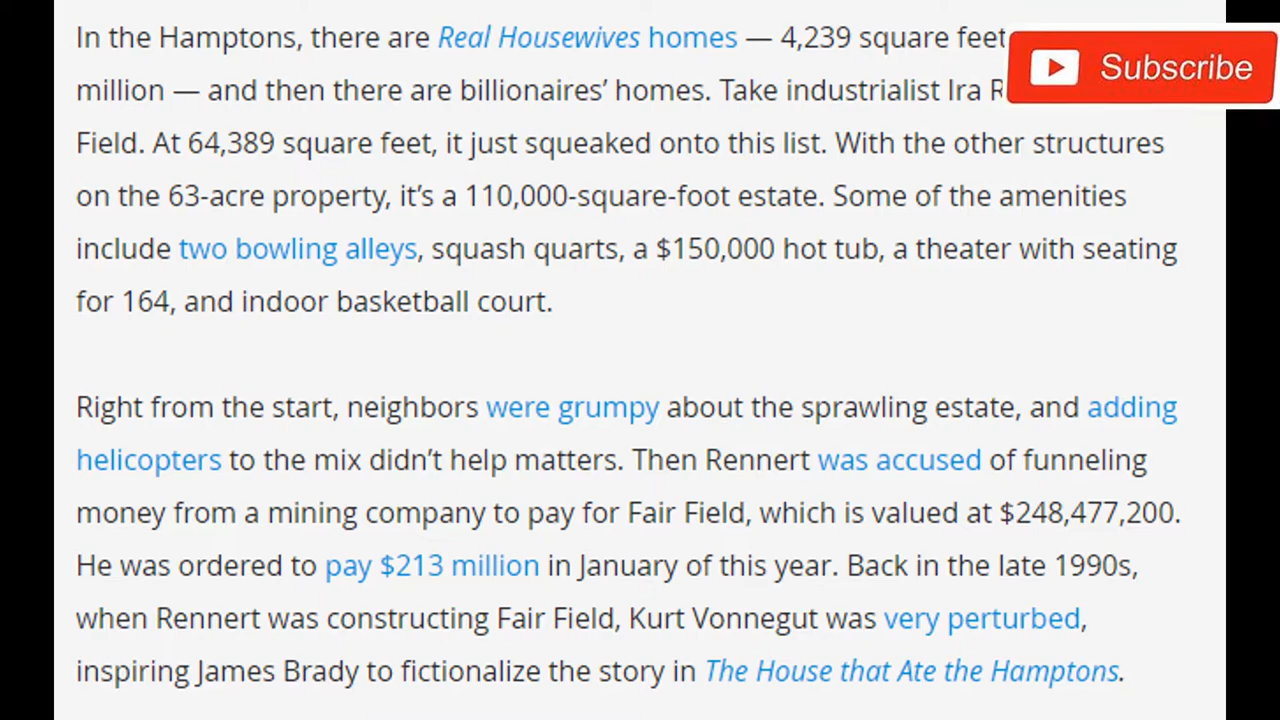 In the Hamptons, there are Real Housewives homes — 4,239 square feet
Subscribe
million — and then there are billionaires’ homes. Take industrialist Ira
Field. At 64,389 square feet, it just squeaked onto this list. With the other structures
on the 63-acre property, it’s a 110,000-square-foot estate. Some of the amenities
include two bowling alleys, squash quarts, a $150,000 hot tub, a theater with seating
for 164, and indoor basketball court.
Right from the start, neighbors were grumpy about the sprawling estate, and adding
helicopters to the mix didn’t help matters. Then Rennert was accused of funneling
money from a mining company to pay for Fair Field, which is valued at $248,477,200.
He was ordered to pay $213 million in January of this year. Back in the late 1990s,
when Rennert was constructing Fair Field, Kurt Vonnegut was very perturbed,
inspiring James Brady to fictionalize the story in The House that Ate the Hamptons.